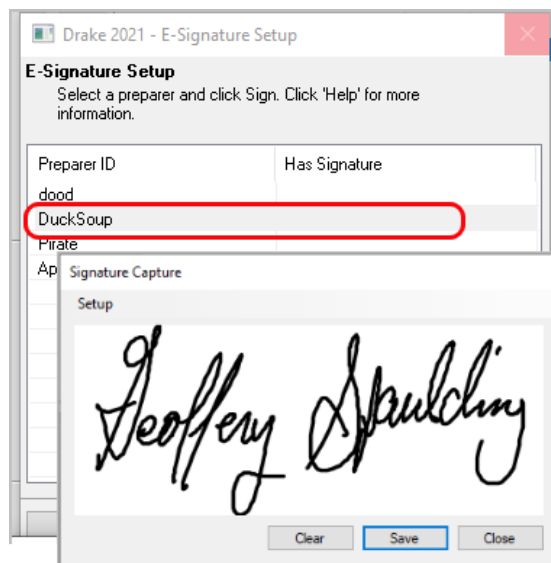 Drake 2021 - E-Signature Setup
E-Signature Setup
Select a preparer and click Sign. Click 'Help' for more
information.
Preparer ID Has Signature
dood
DuckSoup
Pirate
Ap
Signature Capture
Setup
Geoffery Spaulding
Clear Save Close